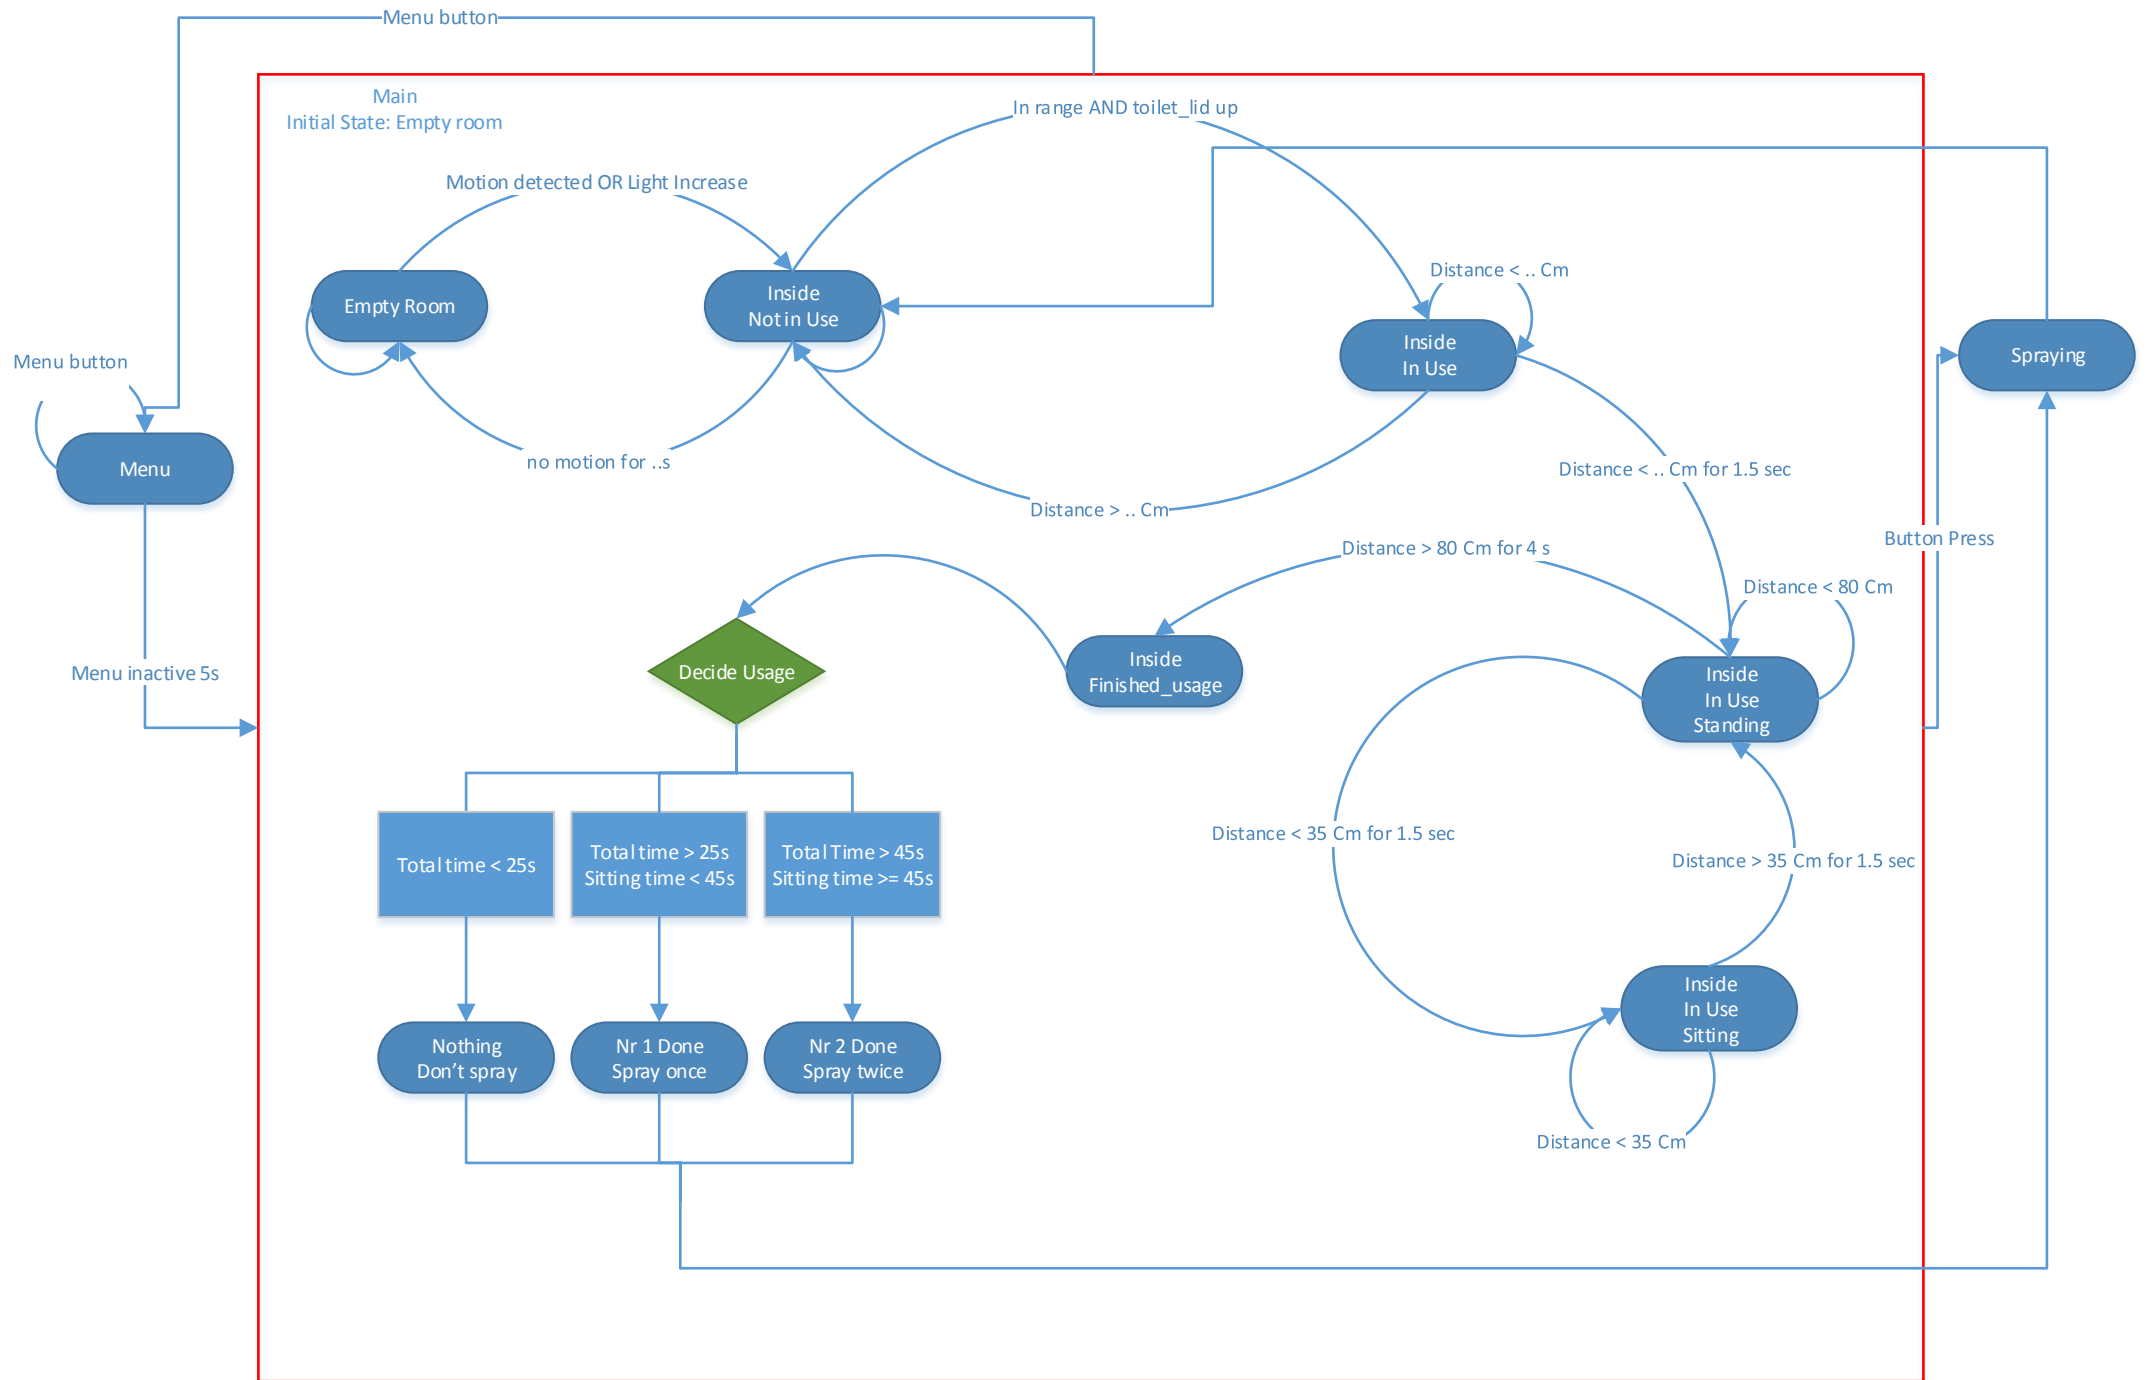 Menu button
Main
Initial State: Empty room
In range AND toilet_lid up
Motion detected OR Light Increase
Distance < .. Cm
Empty Room
Inside
Not in Use
Inside
In Use
Spraying
Menu button
Menu
no motion for ..s
Distance < .. Cm for 1.5 sec
Distance > .. Cm
Button Press
Distance > 80 Cm for 4 s
Distance < 80 Cm
Menu inactive 5s
Decide Usage
Inside
Finished_usage
Inside
In Use
Standing
Distance < 35 Cm for 1.5 sec
Distance > 35 Cm for 1.5 sec
Total time < 25s
Total time > 25s
Sitting time < 45s
Total Time > 45s
Sitting time >= 45s
Inside
In Use
Sitting
Nothing
Don’t spray
Nr 1 Done
Spray once
Nr 2 Done
Spray twice
Distance < 35 Cm